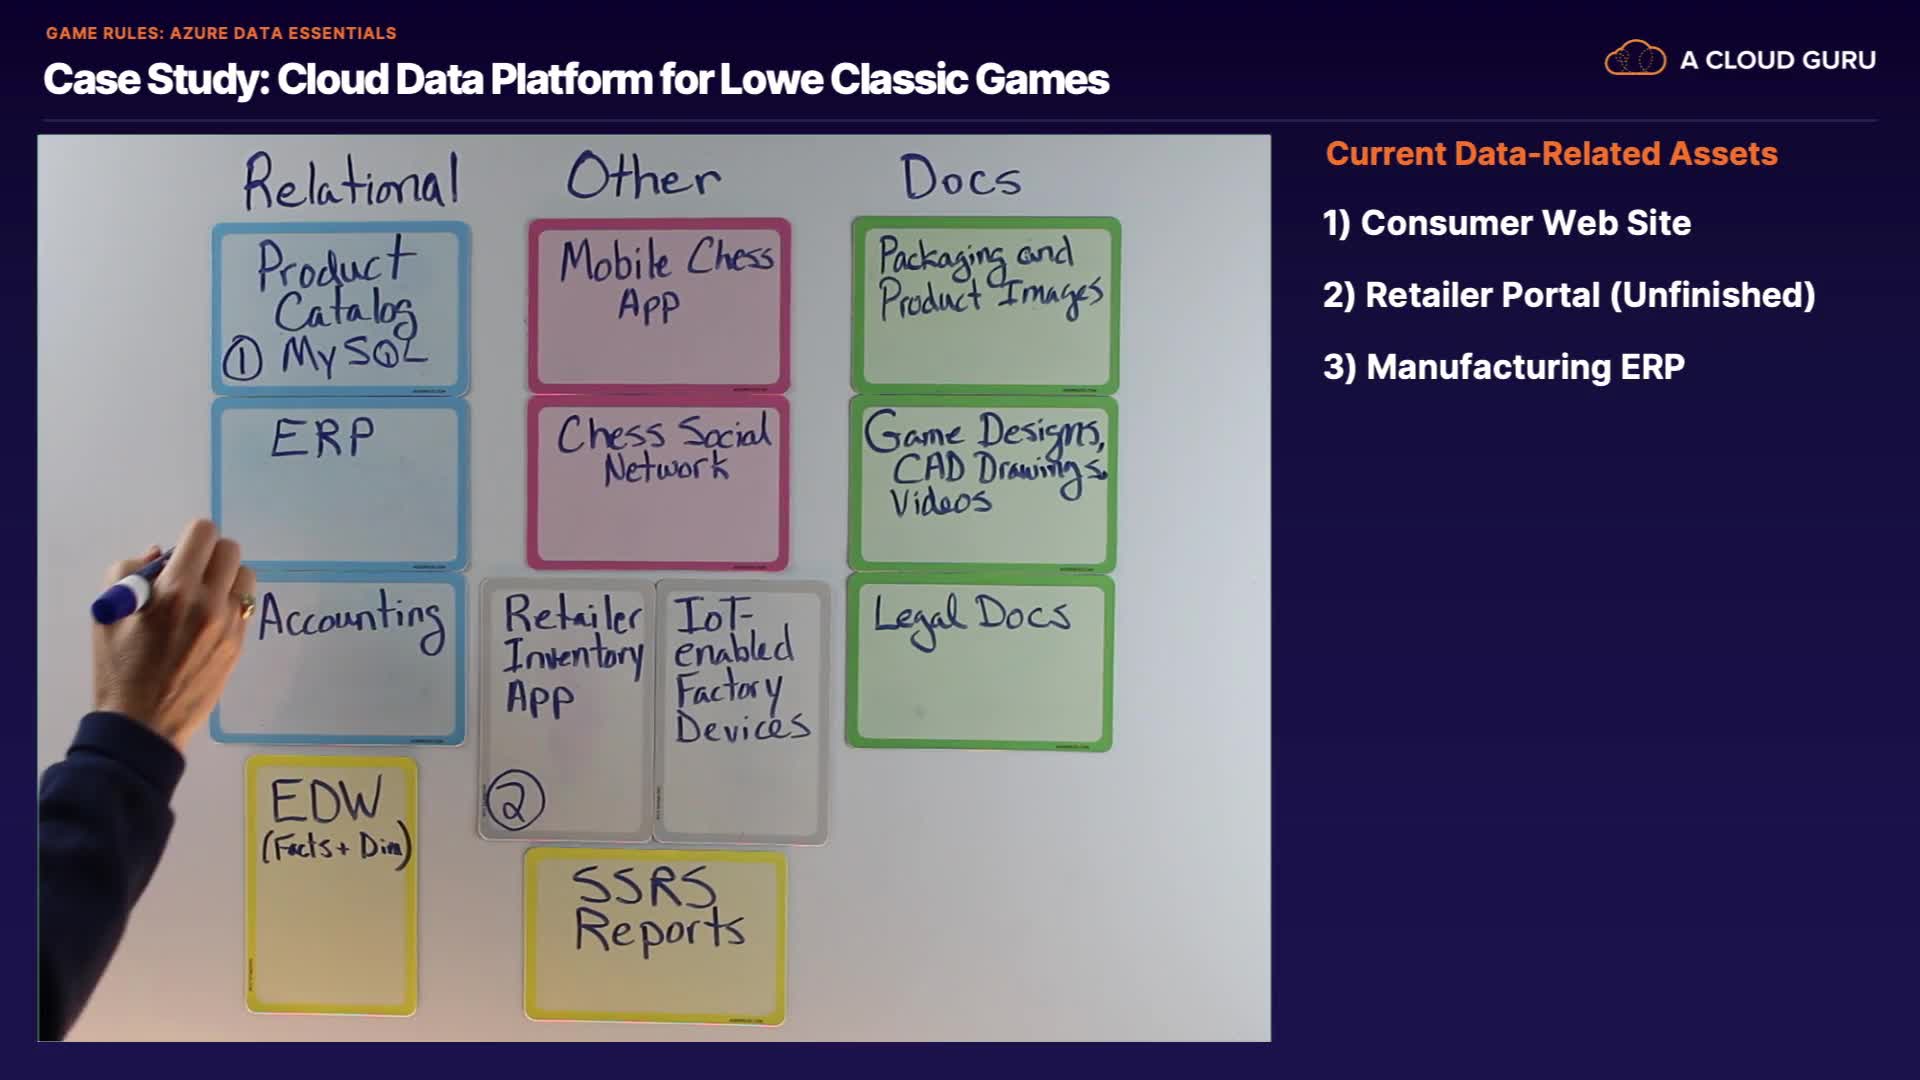 GAME RULES: AZURE DATA ESSENTIALS
Case Study: Cloud Data Platform for Lowe Classic Games
A CLOUD GURU
Relational
Product
Catalog
① MySQL
ERP
Accounting
EDW
(Facts + Dim)
Other
Mobile Chess
App
Chess Social
Network
Retailer
Inventory
App
②
IoT-
enabled
Factory
Devices
SSRS
Reports
Docs
Packaging and
Product Images
Game Designs,
CAD Drawings,
Videos
Legal Docs
Current Data-Related Assets
1) Consumer Web Site
2) Retailer Portal (Unfinished)
3) Manufacturing ERP